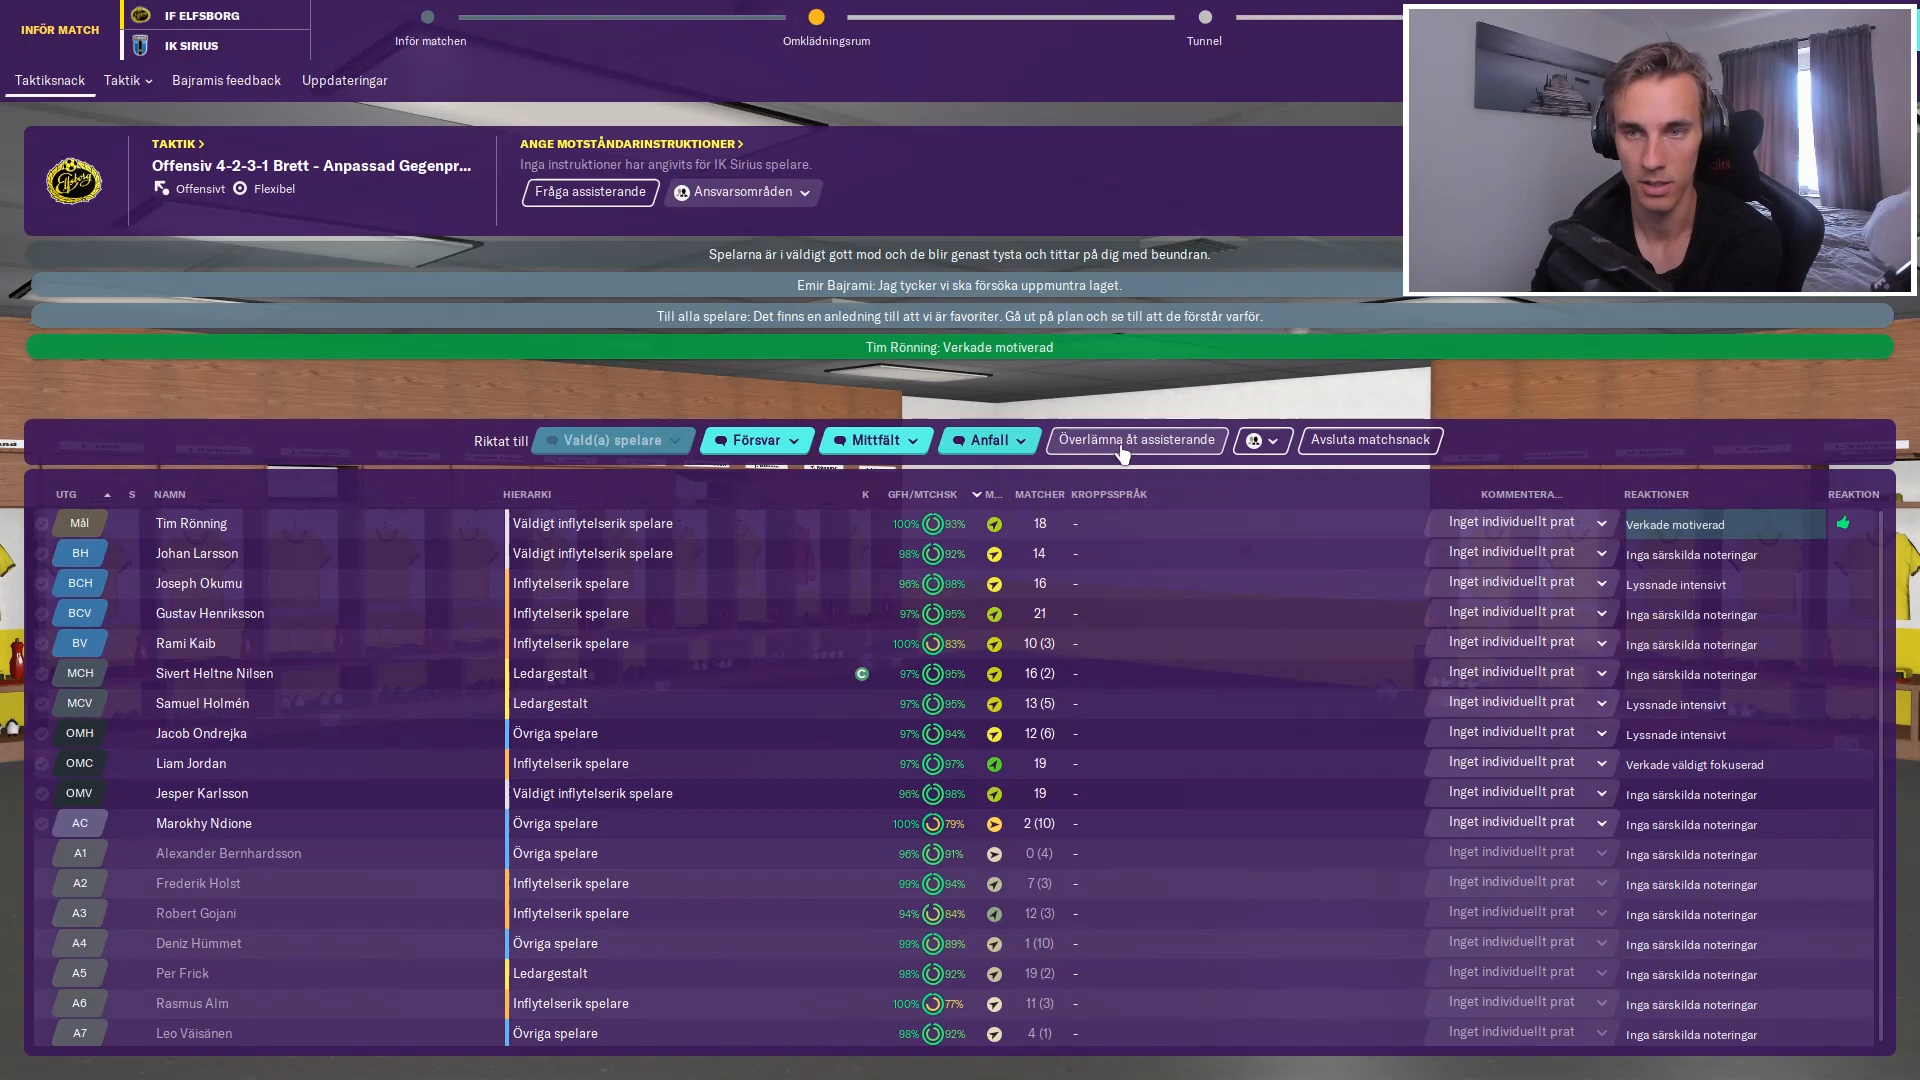 INFÖR MATCH
IF ELFSBORG
IK SIRIUS
Inför matchen
Omklädningsrum
Tunnel
Taktiksnack
Taktik
Bajramis feedback
Uppdateringar
TAKTIK >
Offensiv 4-2-3-1 Brett - Anpassad Gegenpr...
Offensivt
Flexibel
ANGE MOTSTÅNDARINSTRUKTIONER >
Inga instruktioner har angivits för IK Sirius spelare.
Fråga assisterande
Ansvarsområden
Spelarna är i väldigt gott mod och de blir genast tysta och tittar på dig med beundran.
Emir Bajrami: Jag tycker vi ska försöka uppmuntra laget.
Till alla spelare: Det finns en anledning till att vi är favoriter. Gå ut på plan och se till att de förstår varför.
Tim Rönning: Verkade motiverad
Riktat till Vald(a) spelare Försvar Mittfält Anfall Överlämna åt assisterande Avsluta matchsnack
UTG S NAMN HIERARKI K GFH/MTCHSK M... MATCHER KROPPSSPRÅK KOMMENTERA... REAKTIONER REAKTION
Mål Tim Rönning Väldigt inflytelserik spelare 100% 93% 18 - Inget individuellt prat Verkade motiverad
BH Johan Larsson Väldigt inflytelserik spelare 98% 92% 14 - Inget individuellt prat Inga särskilda noteringar
BCH Joseph Okumu Inflytelserik spelare 96% 98% 16 - Inget individuellt prat Lyssnade intensivt
BCV Gustav Henriksson Inflytelserik spelare 97% 95% 21 - Inget individuellt prat Inga särskilda noteringar
BV Rami Kaib Inflytelserik spelare 100% 83% 10 (3) - Inget individuellt prat Inga särskilda noteringar
MCH Sivert Heltne Nilsen Ledargestalt C 97% 95% 16 (2) - Inget individuellt prat Inga särskilda noteringar
MCV Samuel Holmén Ledargestalt 97% 95% 13 (5) - Inget individuellt prat Lyssnade intensivt
OMH Jacob Ondrejka Övriga spelare 97% 94% 12 (6) - Inget individuellt prat Lyssnade intensivt
OMC Liam Jordan Inflytelserik spelare 97% 97% 19 - Inget individuellt prat Verkade väldigt fokuserad
OMV Jesper Karlsson Väldigt inflytelserik spelare 96% 98% 19 - Inget individuellt prat Inga särskilda noteringar
AC Marokhy Ndione Övriga spelare 100% 79% 2 (10) - Inget individuellt prat Inga särskilda noteringar
A1 Alexander Bernhardsson Övriga spelare 96% 91% 0 (4) - Inget individuellt prat Inga särskilda noteringar
A2 Frederik Holst Inflytelserik spelare 99% 94% 7 (3) - Inget individuellt prat Inga särskilda noteringar
A3 Robert Gojani Inflytelserik spelare 94% 84% 12 (3) - Inget individuellt prat Inga särskilda noteringar
A4 Deniz Hümmet Övriga spelare 99% 89% 1 (10) - Inget individuellt prat Inga särskilda noteringar
A5 Per Frick Ledargestalt 98% 92% 19 (2) - Inget individuellt prat Inga särskilda noteringar
A6 Rasmus Alm Inflytelserik spelare 100% 77% 11 (3) - Inget individuellt prat Inga särskilda noteringar
A7 Leo Väisänen Övriga spelare 98% 92% 4 (1) - Inget individuellt prat Inga särskilda noteringar